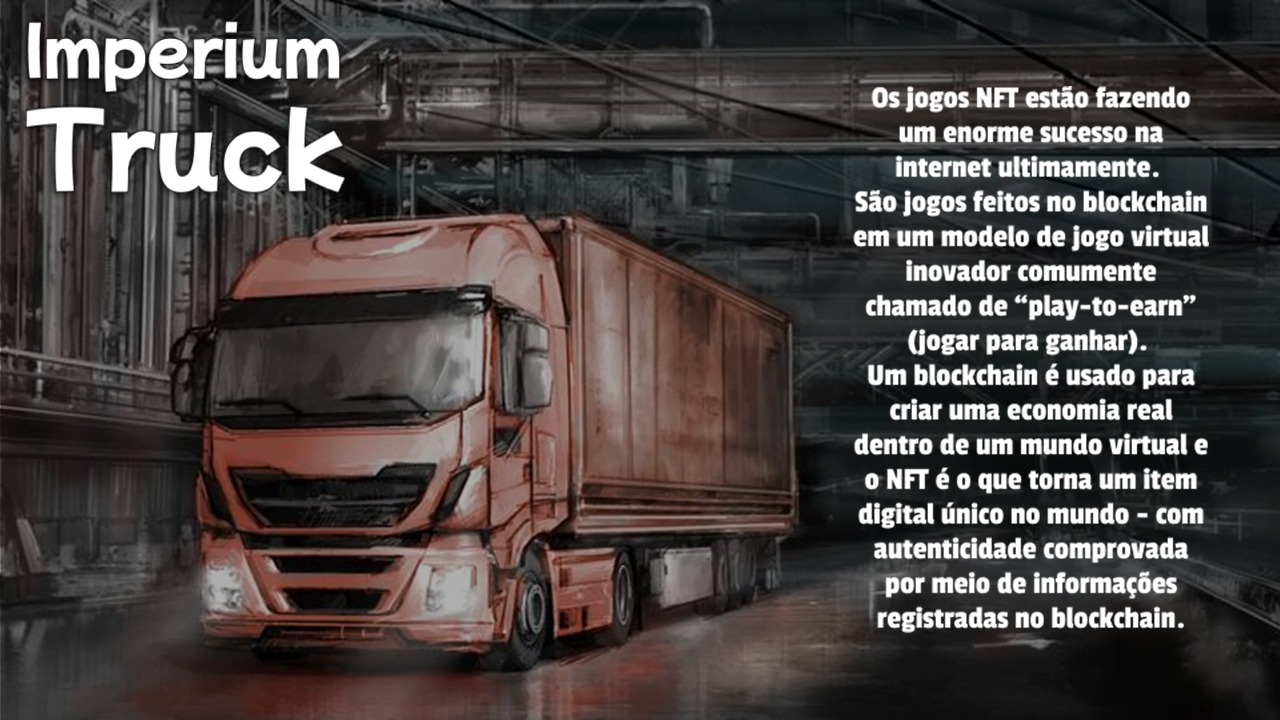 Imperium
Truck
Os jogos NFT estão fazendo
um enorme sucesso na
internet ultimamente.
São jogos feitos no blockchain
em um modelo de jogo virtual
inovador comumente
chamado de “play-to-earn”
(jogar para ganhar).
Um blockchain é usado para
criar uma economia real
dentro de um mundo virtual e
o NFT é o que torna um item
digital único no mundo - com
autenticidade comprovada
por meio de informações
registradas no blockchain.